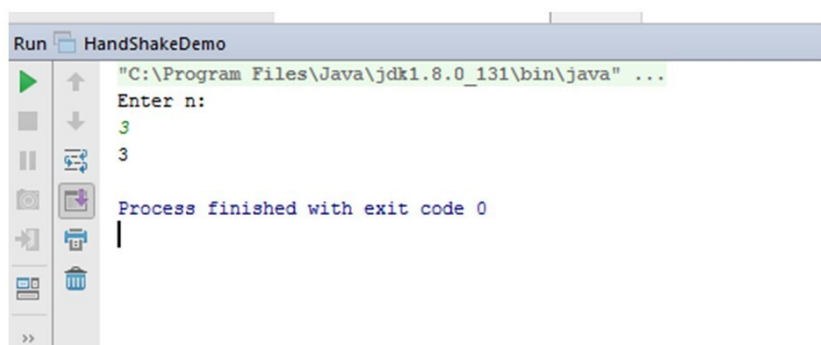 Run HandShakeDemo
"C:\Program Files\Java\jdk1.8.0_131\bin\java" ...
Enter n:
3
3
Process finished with exit code 0